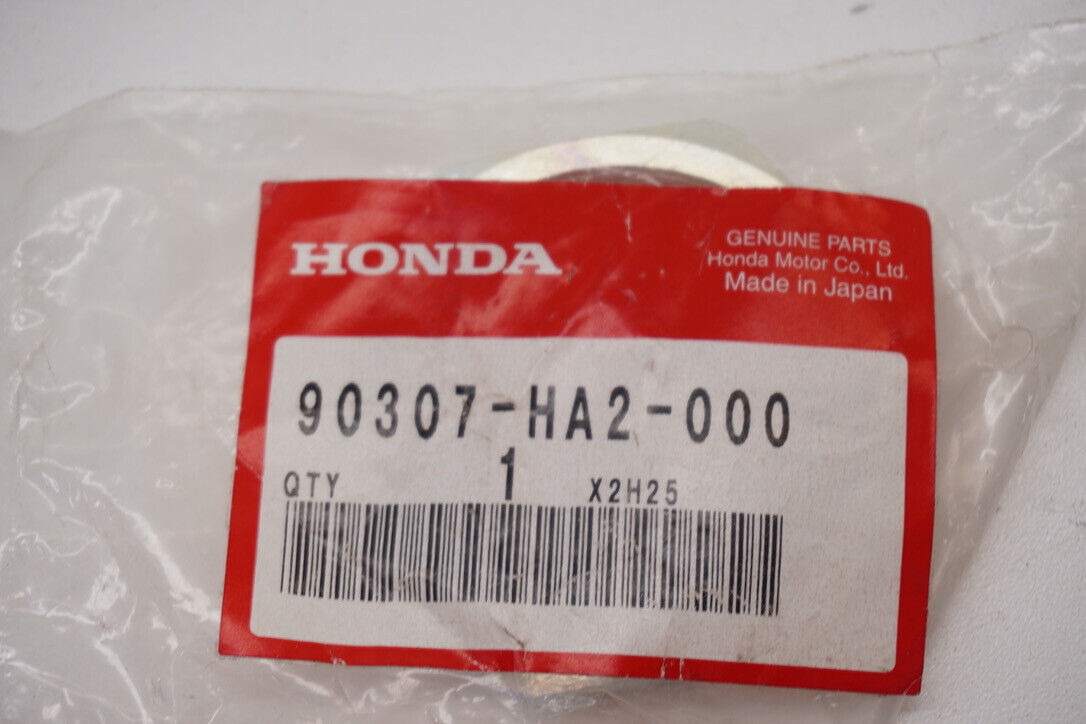 HONDA
GENUINE PARTS
Honda Motor Co., Ltd.
Made in Japan
90307-HA2-000
QTY 1 X2H25